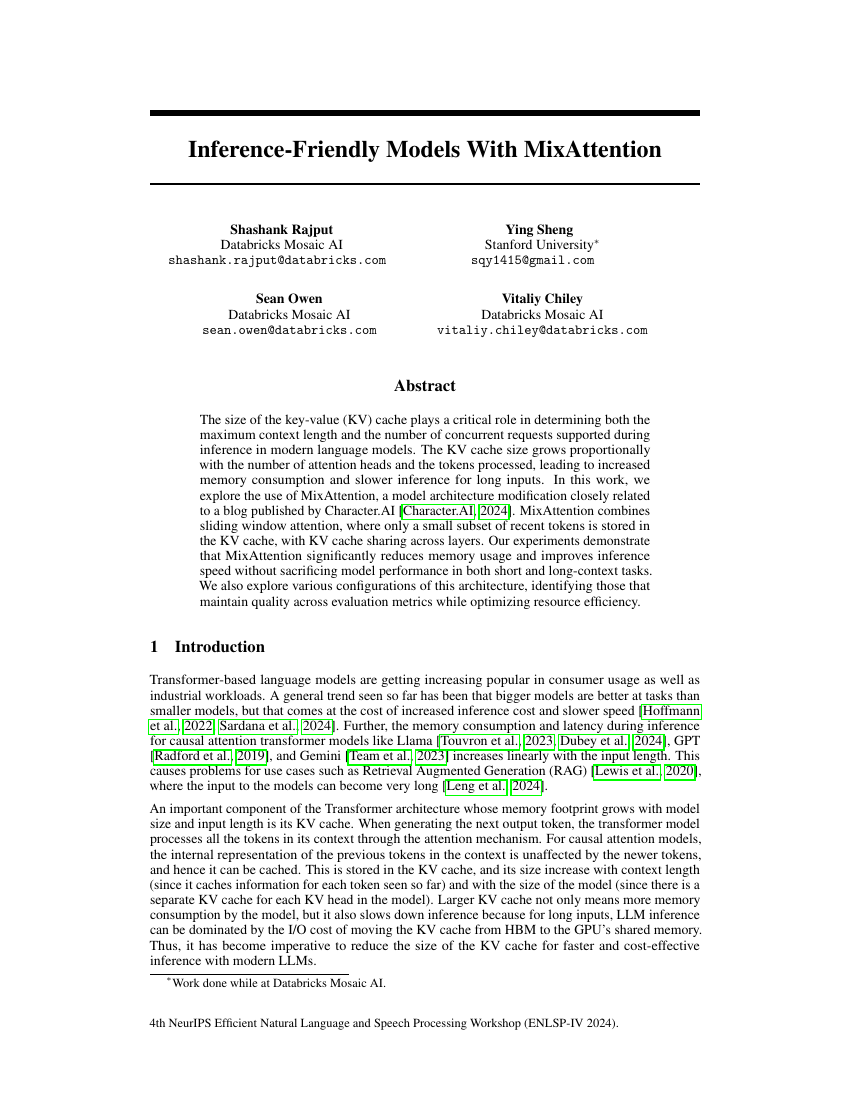 Inference-Friendly Models With MixAttention
Shashank Rajput
Databricks Mosaic AI
shashank.rajput@databricks.com
Ying Sheng
Stanford University*
sqy1415@gmail.com
Sean Owen
Databricks Mosaic AI
sean.owen@databricks.com
Vitaliy Chiley
Databricks Mosaic AI
vitaliy.chiley@databricks.com
Abstract
The size of the key-value (KV) cache plays a critical role in determining both the
maximum context length and the number of concurrent requests supported during
inference in modern language models. The KV cache size grows proportionally
with the number of attention heads and the tokens processed, leading to increased
memory consumption and slower inference for long inputs. In this work, we
explore the use of MixAttention, a model architecture modification closely related
to a blog published by Character.AI [Character.AI, 2024]. MixAttention combines
sliding window attention, where only a small subset of recent tokens is stored in
the KV cache, with KV cache sharing across layers. Our experiments demonstrate
that MixAttention significantly reduces memory usage and improves inference
speed without sacrificing model performance in both short and long-context tasks.
We also explore various configurations of this architecture, identifying those that
maintain quality across evaluation metrics while optimizing resource efficiency.
1 Introduction
Transformer-based language models are getting increasing popular in consumer usage as well as
industrial workloads. A general trend seen so far has been that bigger models are better at tasks than
smaller models, but that comes at the cost of increased inference cost and slower speed [Hoffmann
et al., 2022, Sardana et al., 2024]. Further, the memory consumption and latency during inference
for causal attention transformer models like Llama [Touvron et al., 2023, Dubey et al., 2024], GPT
[Radford et al., 2019], and Gemini [Team et al., 2023] increases linearly with the input length. This
causes problems for use cases such as Retrieval Augmented Generation (RAG) [Lewis et al., 2020],
where the input to the models can become very long [Leng et al., 2024].
An important component of the Transformer architecture whose memory footprint grows with model
size and input length is its KV cache. When generating the next output token, the transformer model
processes all the tokens in its context through the attention mechanism. For causal attention models,
the internal representation of the previous tokens in the context is unaffected by the newer tokens,
and hence it can be cached. This is stored in the KV cache, and its size increase with context length
(since it caches information for each token seen so far) and with the size of the model (since there is a
separate KV cache for each KV head in the model). Larger KV cache not only means more memory
consumption by the model, but it also slows down inference because for long inputs, LLM inference
can be dominated by the I/O cost of moving the KV cache from HBM to the GPU's shared memory.
Thus, it has become imperative to reduce the size of the KV cache for faster and cost-effective
inference with modern LLMs.
*Work done while at Databricks Mosaic AI.
4th NeurIPS Efficient Natural Language and Speech Processing Workshop (ENLSP-IV 2024).